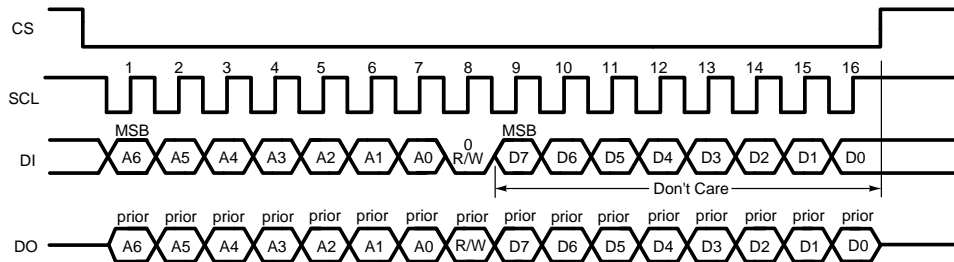 CS
1 2 3 4 5 6 7 8 9 10 11 12 13 14 15 16
SCL
MSB 0 MSB
DI A6 A5 A4 A3 A2 A1 A0 R/W D7 D6 D5 D4 D3 D2 D1 D0
Don't Care
prior prior prior prior prior prior prior prior prior prior prior prior prior prior prior prior
DO A6 A5 A4 A3 A2 A1 A0 R/W D7 D6 D5 D4 D3 D2 D1 D0